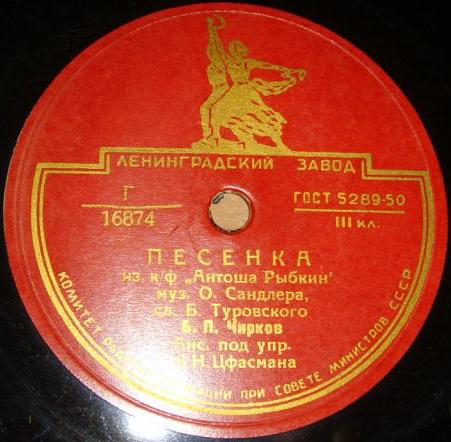 ЛЕНИНГРАДСКИЙ ЗАВОД
Г
16874
ГОСТ 5289-50
III кл.
ПЕСЕНКА
из к/ф „Антоша Рыбкин"
муз. О. Сандлера,
сл. Б. Туровского
Б. П. Чирков
Анс. под упр.
Н. Цфасмана
КОМИТЕТ ПРИ СОВЕТЕ МИНИСТРОВ СССР